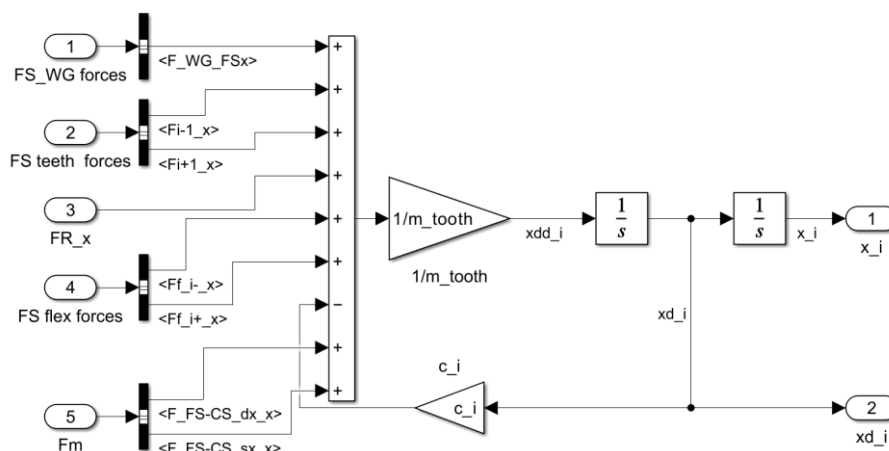 1
FS_WG forces
<F_WG_FSx>
2
FS teeth forces
<Fi-1_x>
<Fi+1_x>
3
FR_x
4
FS flex forces
<Ff_i-_x>
<Ff_i+_x>
5
Fm
<F_FS-CS_dx_x>
<F_FS-CS_sx_x>
+
+
+
+
+
+
−
+
+
1/m_tooth
1/m_tooth
xdd_i
1
s
1
s
x_i
1
x_i
xd_i
c_i
c_i
2
xd_i